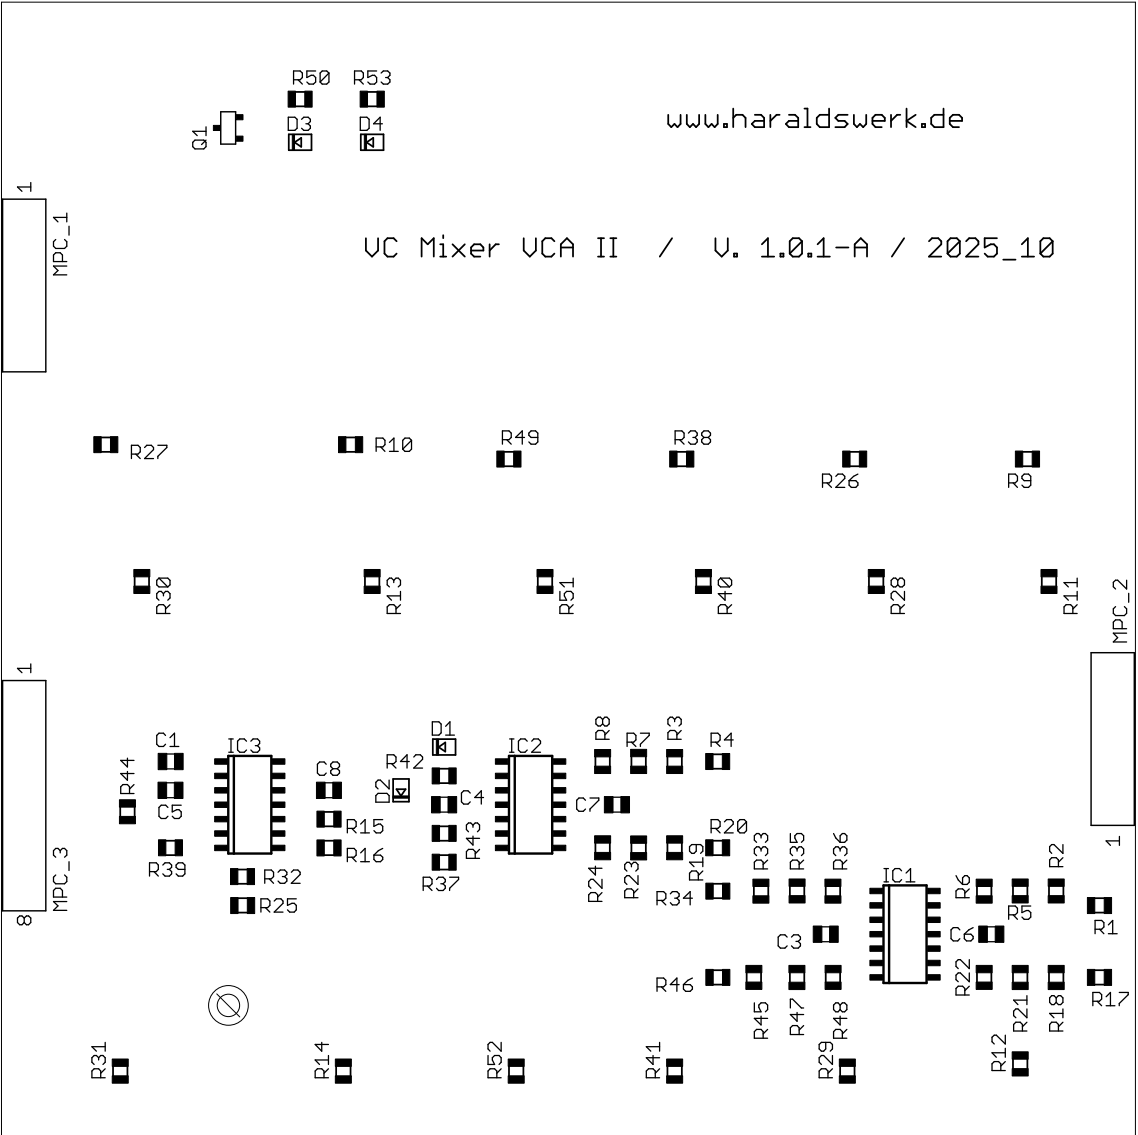 R50 R53
D3 D4
Q1
www.haraldswerk.de
1
MPC_1
VC Mixer VCA II / V. 1.0.1-A / 2025_10
R27 R10 R49 R38 R26 R9
R30 R13 R51 R40 R28 R11
MPC_2
1
1
MPC_3
8
C1 IC3 C8 R42 D1 IC2 R8 R7 R3 R4
R44 C5 D2 C4 C7
R15 R43 R20
R39 R16 R37 R24 R23 R19 R33 R35 R36 R2
R32 R34 IC1 R6 R5
R25 C3 C6 R1
R46 R45 R47 R48 R22 R21 R18 R17
R31 R14 R52 R41 R29 R12